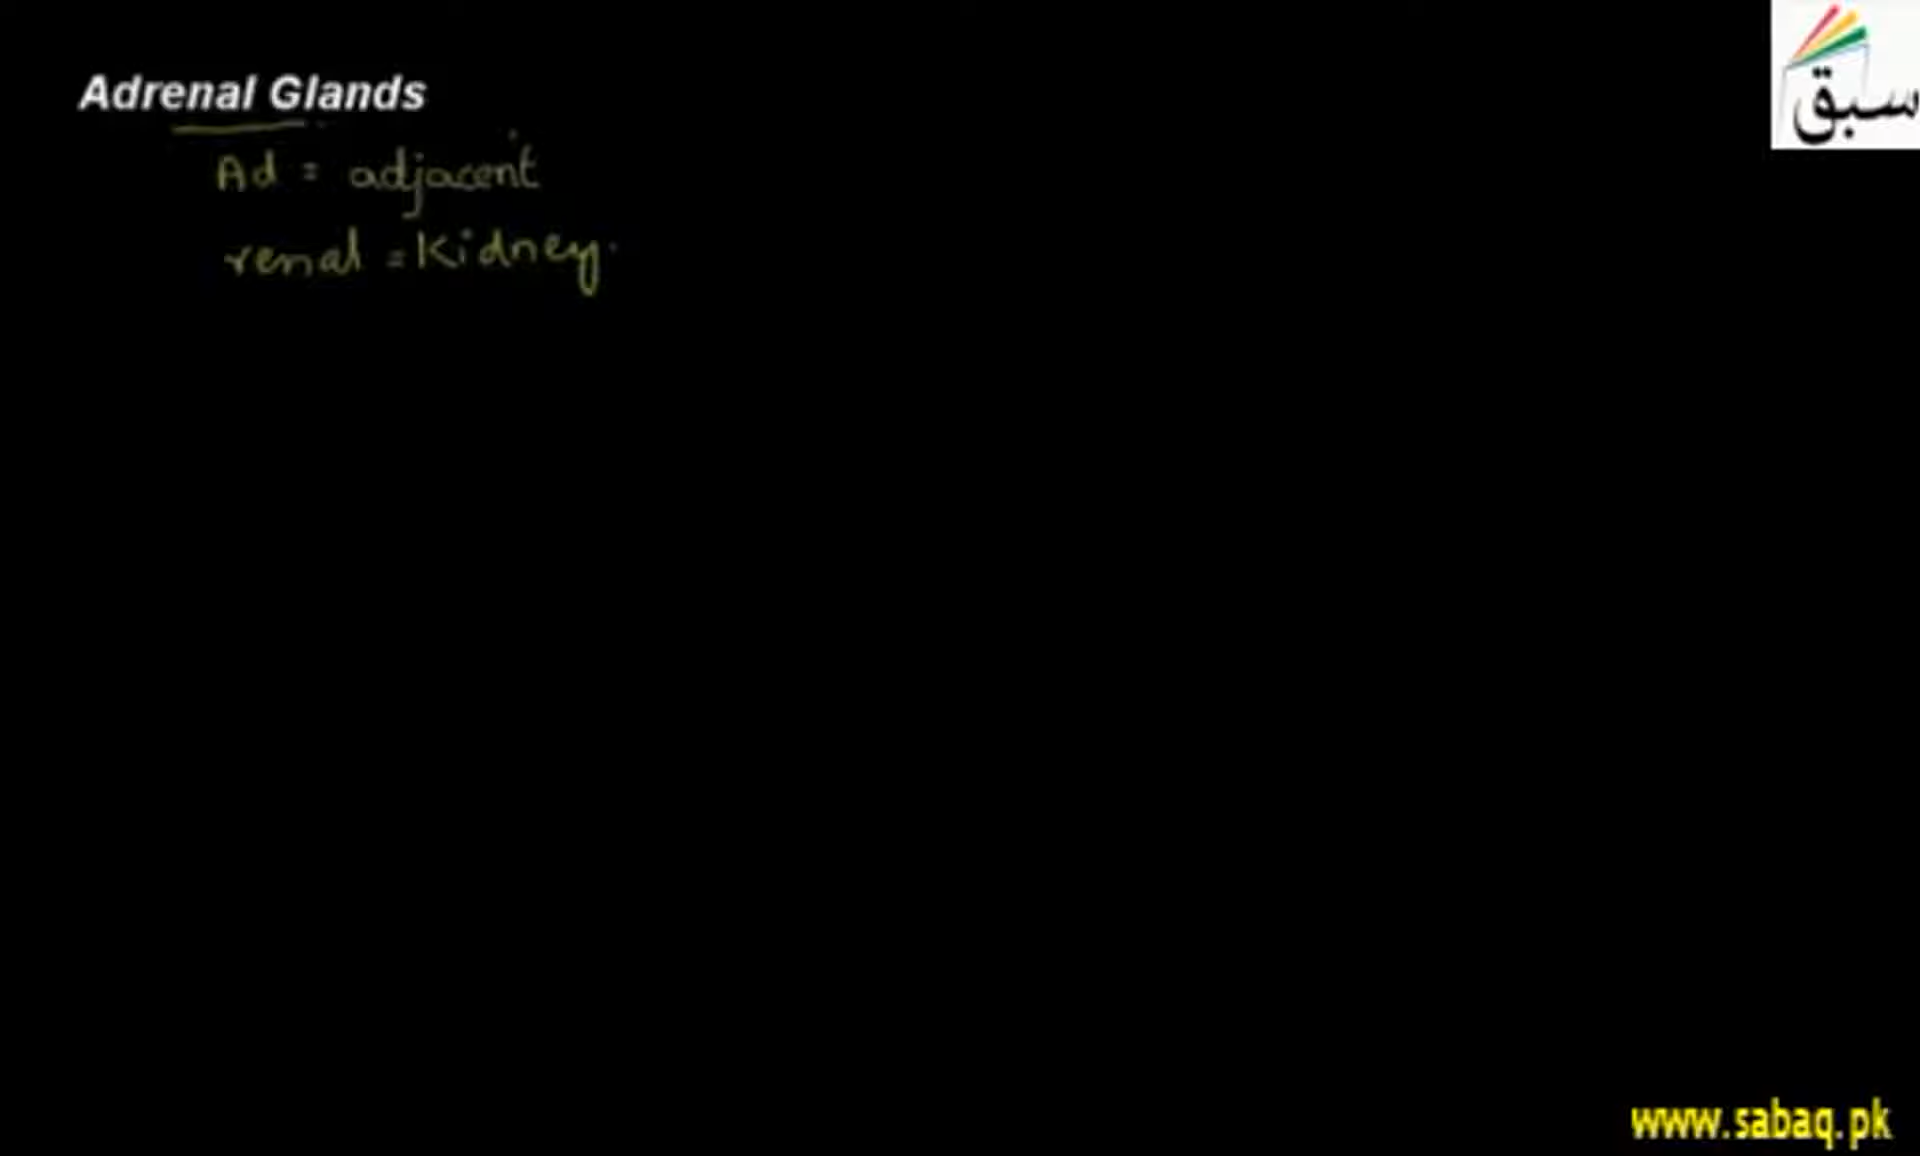 Adrenal Glands
سبق
Ad = adjacent
renal = Kidney.
www.sabaq.pk